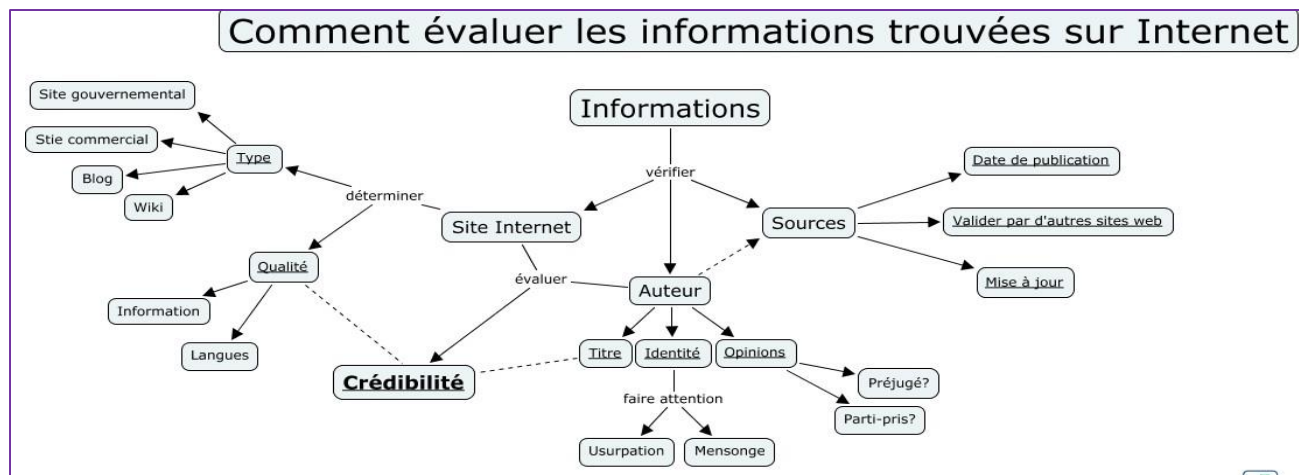 Comment évaluer les informations trouvées sur Internet
Site gouvernemental
Informations
Stie commercial
Type
Date de publication
vérifier
Blog
déterminer
Wiki
Site Internet
Sources
Valider par d'autres sites web
Qualité
évaluer
Auteur
Mise à jour
Information
Langues
Titre
Identité
Opinions
Crédibilité
Préjugé?
faire attention
Parti-pris?
Usurpation
Mensonge